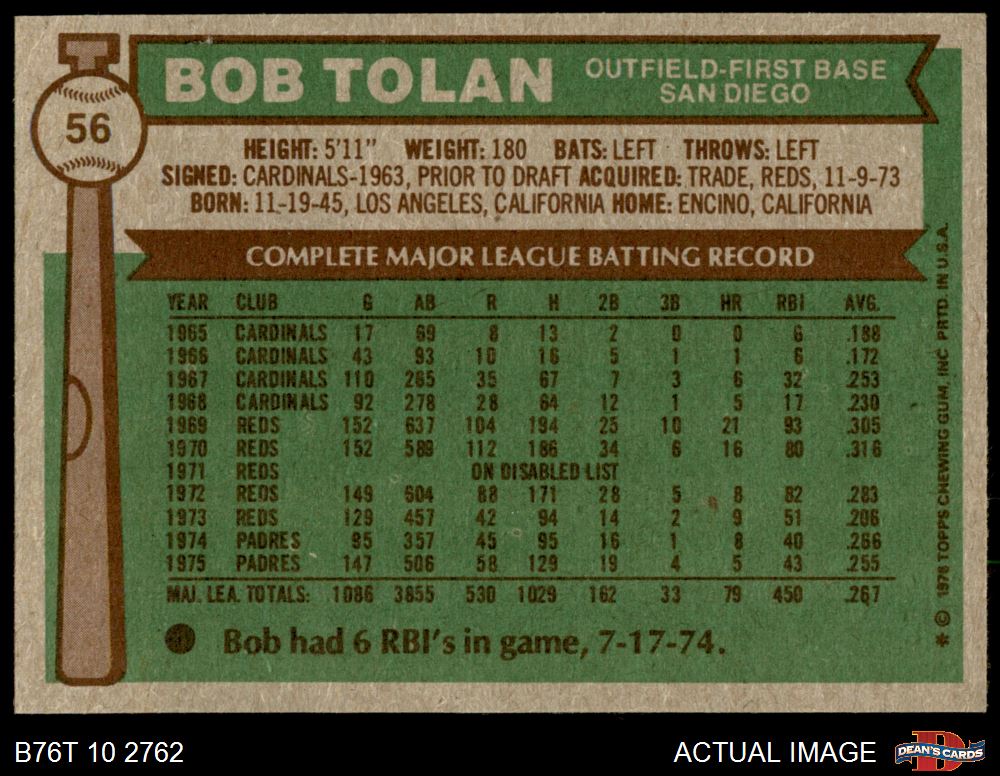 56
BOB TOLAN
OUTFIELD-FIRST BASE
SAN DIEGO
HEIGHT: 5'11" WEIGHT: 180 BATS: LEFT THROWS: LEFT
SIGNED: CARDINALS-1963, PRIOR TO DRAFT ACQUIRED: TRADE, REDS, 11-9-73
BORN: 11-19-45, LOS ANGELES, CALIFORNIA HOME: ENCINO, CALIFORNIA
COMPLETE MAJOR LEAGUE BATTING RECORD
YEAR CLUB G AB R H 2B 3B HR RBI AVG.
1965 CARDINALS 17 69 8 13 2 0 0 6 .188
1966 CARDINALS 43 93 10 16 5 1 1 6 .172
1967 CARDINALS 110 265 35 67 7 3 6 32 .253
1968 CARDINALS 92 278 28 64 12 1 5 17 .230
1969 REDS 152 637 104 194 25 10 21 93 .305
1970 REDS 152 589 112 186 34 6 16 80 .316
1971 REDS ON DISABLED LIST
1972 REDS 149 604 88 171 28 5 8 82 .283
1973 REDS 129 457 42 94 14 2 9 51 .206
1974 PADRES 95 357 45 95 16 1 8 40 .266
1975 PADRES 147 506 58 129 19 4 5 43 .255
MAJ. LEA. TOTALS: 1086 3855 530 1029 162 33 79 450 .267
Bob had 6 RBI's in game, 7-17-74.
* © 1976 TOPPS CHEWING GUM, INC PRTD. IN U.S.A.
B76T 10 2762
ACTUAL IMAGE
DEAN'S CARDS